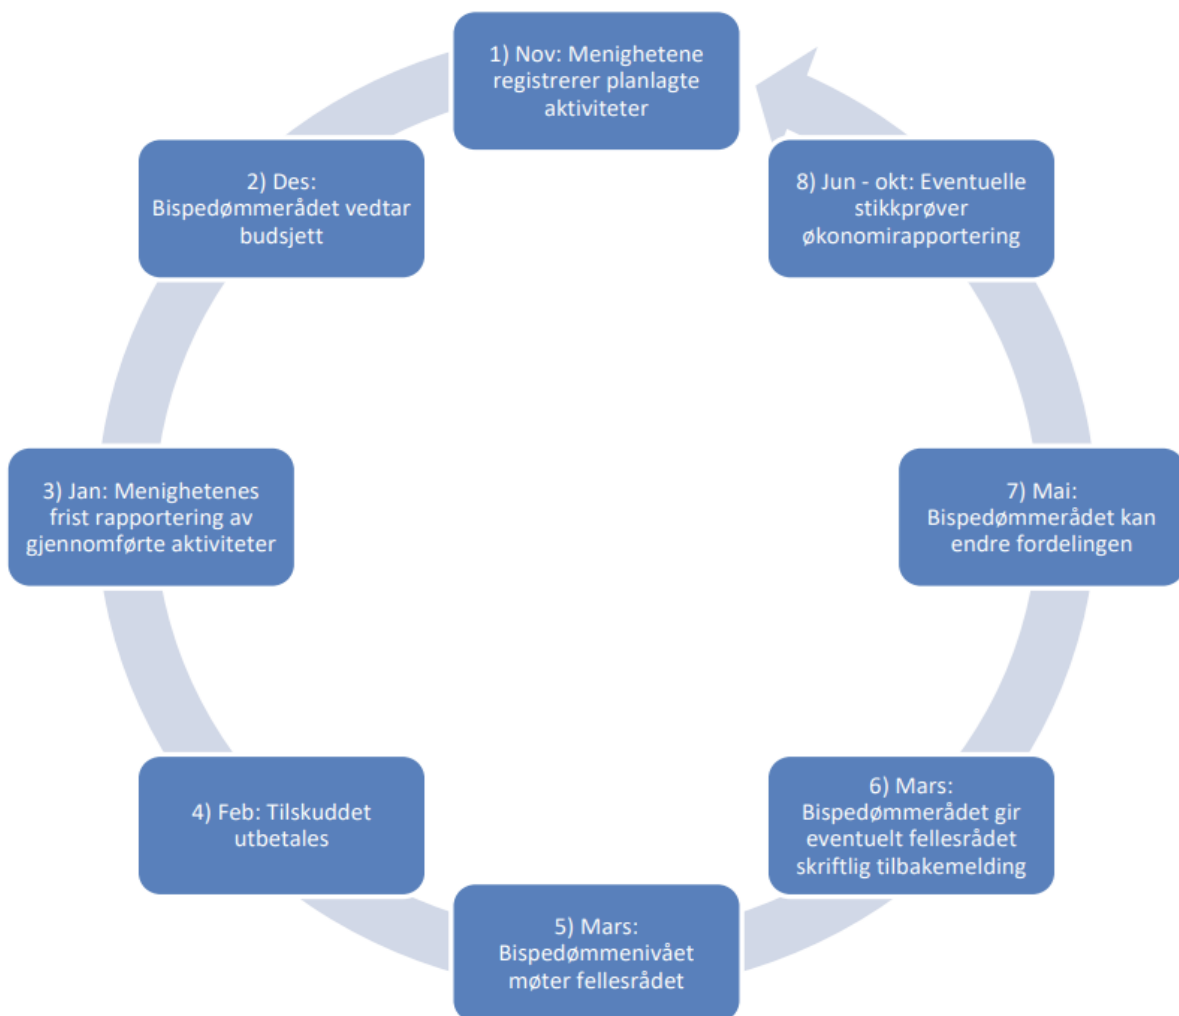 1) Nov: Menighetene
registrerer planlagte
aktiviteter
2) Des:
Bispedømmerådet vedtar
budsjett
3) Jan: Menighetenes
frist rapportering av
gjennomførte aktiviteter
4) Feb: Tilskuddet
utbetales
5) Mars:
Bispedømmenivået
møter fellesrådet
6) Mars:
Bispedømmerådet gir
eventuelt fellesrådet
skriftlig tilbakemelding
7) Mai:
Bispedømmerådet kan
endre fordelingen
8) Jun - okt: Eventuelle
stikkprøver
økonomirapportering